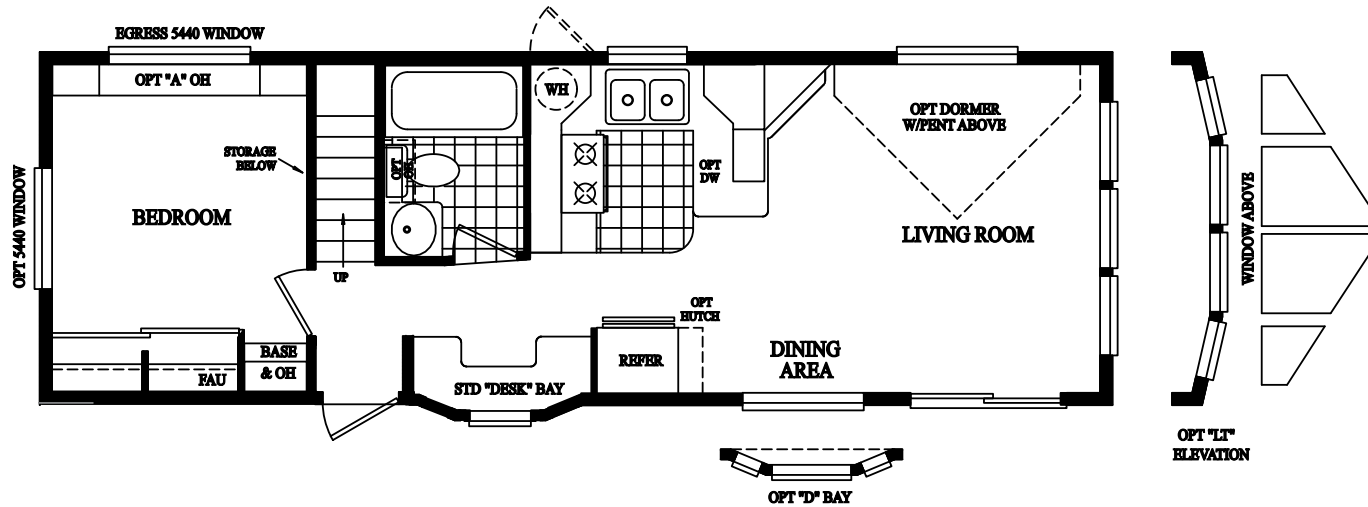 EGRESS 5440 WINDOW
OPT "A" OH
WH
OPT DORMER
W/PENT ABOVE
STORAGE
BELOW
OPT
OH
OPT
DW
OPT 5440 WINDOW
BEDROOM
LIVING ROOM
WINDOW ABOVE
UP
OPT
HUTCH
BASE
& OH
FAU
STD "DESK" BAY
REFER
DINING
AREA
OPT "LT"
ELEVATION
OPT "D" BAY